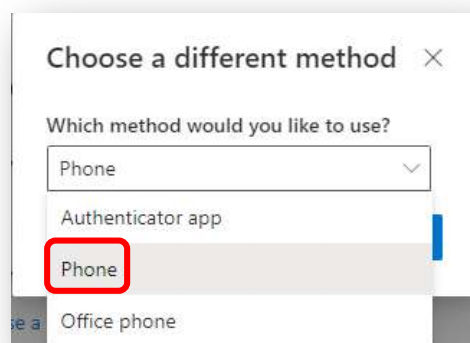 Choose a different method
Which method would you like to use?
Phone
Authenticator app
Phone
Office phone